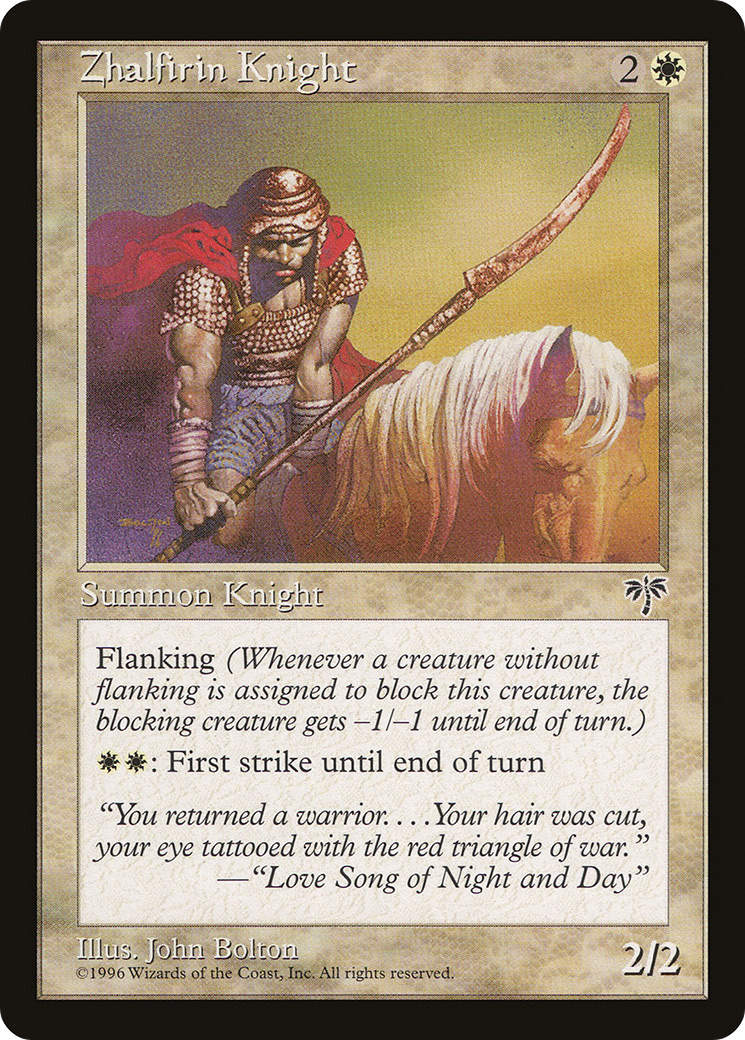 Zhalfirin Knight 2
Summon Knight
Flanking (Whenever a creature without
flanking is assigned to block this creature, the
blocking creature gets –1/–1 until end of turn.)
: First strike until end of turn
“You returned a warrior. . . .Your hair was cut,
your eye tattooed with the red triangle of war.”
—“Love Song of Night and Day”
Illus. John Bolton
©1996 Wizards of the Coast, Inc. All rights reserved.
2/2